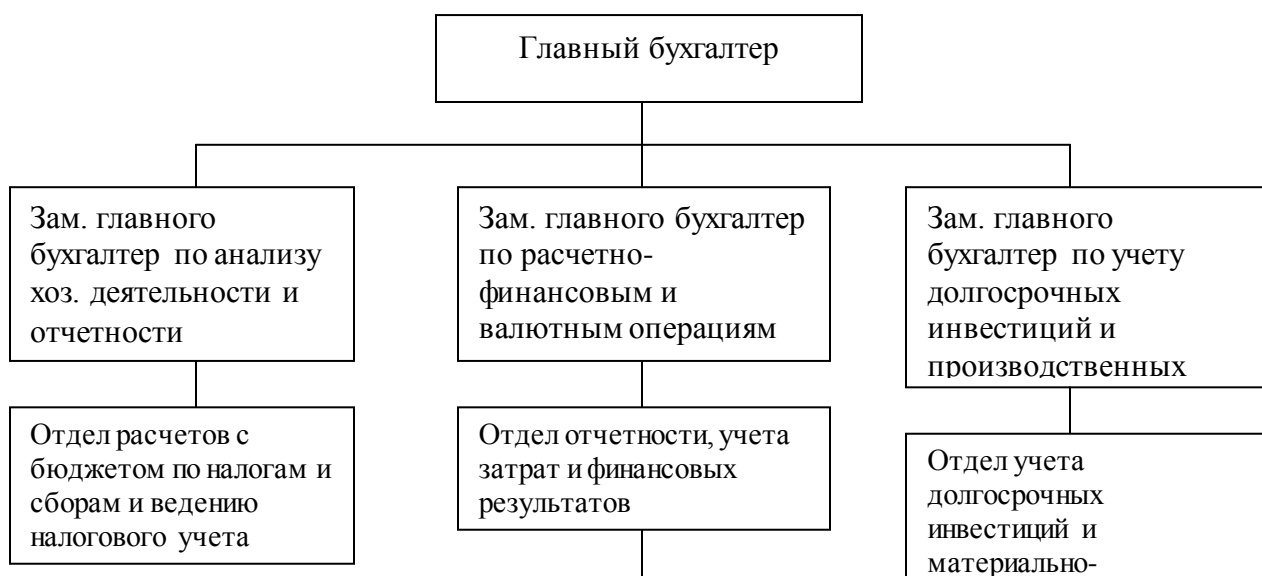 Главный бухгалтер
Зам. главного
бухгалтер по анализу
хоз. деятельности и
отчетности
Зам. главного бухгалтер
по расчетно-
финансовым и
валютным операциям
Зам. главного
бухгалтер по учету
долгосрочных
инвестиций и
производственных
Отдел расчетов с
бюджетом по налогам и
сборам и ведению
налогового учета
Отдел отчетности, учета
затрат и финансовых
результатов
Отдел учета
долгосрочных
инвестиций и
материально-